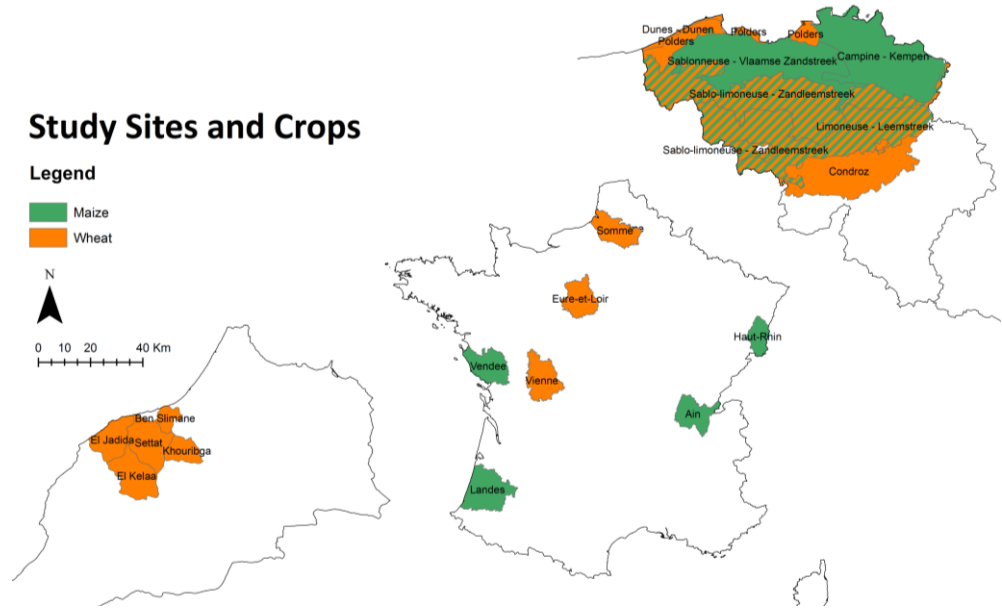 Study Sites and Crops
Legend
Maize
Wheat
N
0 10 20 40 Km
Dunes - Dunen
Polders
Polders
Polders
Sablonneuse - Vlaamse Zandstreek
Campine - Kempen
Sablo-limoneuse - Zandleemstreek
Limoneuse - Leemstreek
Sablo-limoneuse - Zandleemstreek
Condroz
Somme
Eure-et-Loir
Haut-Rhin
Vendee
Vienne
Ain
Landes
Ben Slimane
El Jadida
Settat
Khouribga
El Kelaa